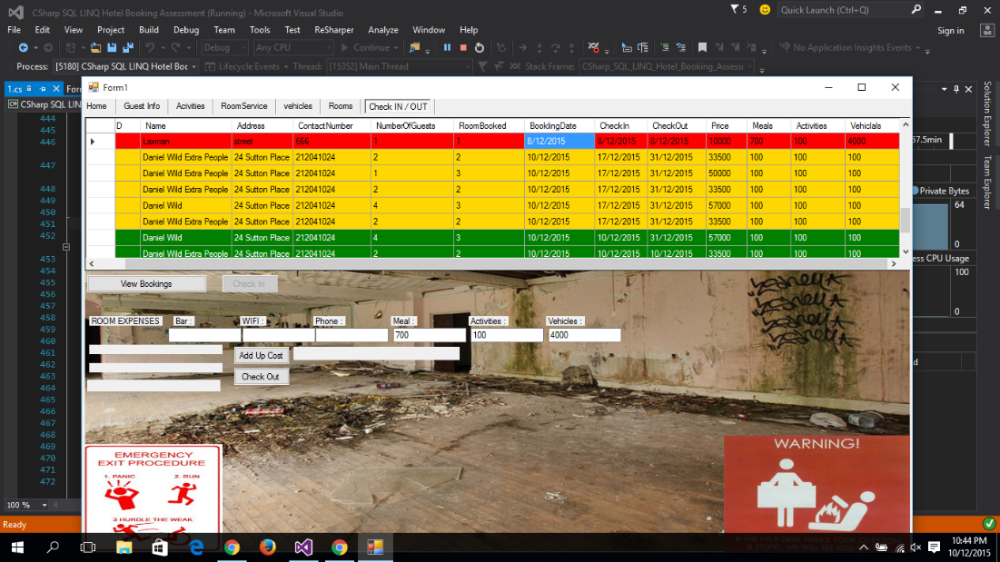 CSharp SQL LINQ Hotel Booking Assessment (Running) - Microsoft Visual Studio
5
Quick Launch (Ctrl+Q)
File Edit View Project Build Debug Team Tools Test ReSharper Analyze Window Help
Sign in
Debug Any CPU Continue No Application Insights Events
Process: [5180] CSharp SQL LINQ Hotel Boc Lifecycle Events Thread: [15352] Main Thread Stack Frame: CSharp_SQL_LINQ_Hotel_Booking_Assess
1.cs Form1
CSharp SQL LIN
Home Guest Info Acivities RoomService vehicles Rooms Check IN / OUT
D Name Address ContactNumber NumberOfGuests RoomBooked BookIingDate CheckIn CheckOut Price Meals Activities Vehicials
Laxman street 666 1 1 8/12/2015 8/12/2015 8/12/2015 10000 700 100 4000
Daniel Wild Extra People 24 Sutton Place 212041024 2 2 10/12/2015 17/12/2015 31/12/2015 33500 100 100 100
Daniel Wild Extra People 24 Sutton Place 212041024 1 3 10/12/2015 17/12/2015 31/12/2015 50000 100 100 100
Daniel Wild Extra People 24 Sutton Place 212041024 2 2 10/12/2015 17/12/2015 31/12/2015 33500 100 100 100
Daniel Wild 24 Sutton Place 212041024 4 3 10/12/2015 17/12/2015 31/12/2015 57000 100 100 100
Daniel Wild Extra People 24 Sutton Place 212041024 2 2 10/12/2015 17/12/2015 31/12/2015 33500 100 100 100
Daniel Wild 24 Sutton Place 212041024 4 3 10/12/2015 10/12/2015 31/12/2015 57000 100 100 100
Daniel Wild Extra People 24 Sutton Place 212041024 2 2 10/12/2015 10/12/2015 10/12/2015 33500 100 100 100
View Bookings Check In
ROOM EXPENSES Bar : WIFI : Phone : Meal : Activities : Vehicles :
700 100 4000
Add Up Cost
Check Out
EMERGENCY
EXIT PROCEDURE
1. PANIC 2. RUN
3 HURDLE THE WEAK
WARNING!
IF THE HELP DESK THINKS YOUR QUESTION
444
445
446
447
448
449
450
451
452
453
454
455
456
457
458
459
460
461
462
463
464
465
466
467
468
469
470
471
472
57.5min
Private Bytes
64
0
ess CPU Usage
100
0
d
Solution Explorer
Team Explorer
100 %
Ready
10:44 PM
10/12/2015